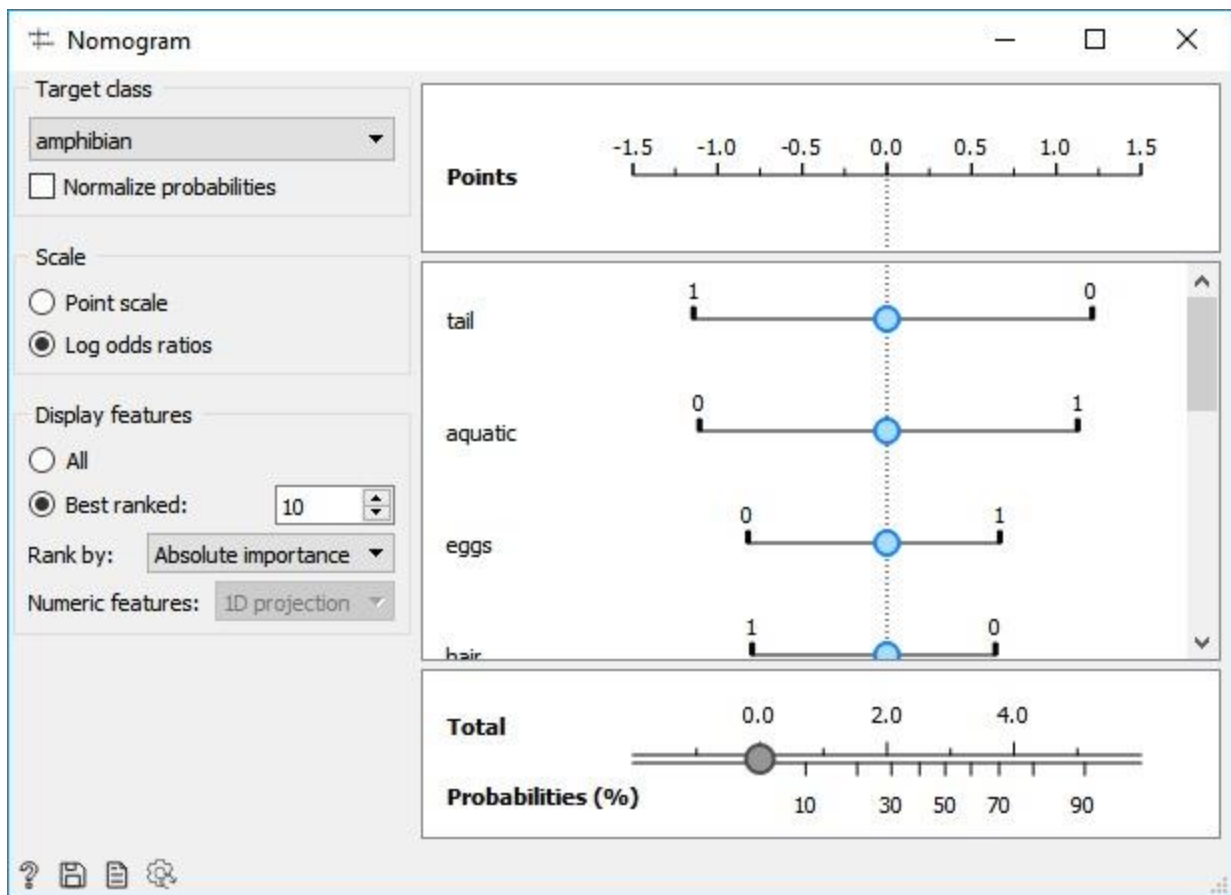 Nomogram
Target class
amphibian
Normalize probabilities
Scale
Point scale
Log odds ratios
Display features
All
Best ranked: 10
Rank by: Absolute importance
Numeric features: 1D projection
-1.5 -1.0 -0.5 0.0 0.5 1.0 1.5
Points
1 0
tail
0 1
aquatic
0 1
eggs
1 0
hair
0.0 2.0 4.0
Total
Probabilities (%)
10 30 50 70 90